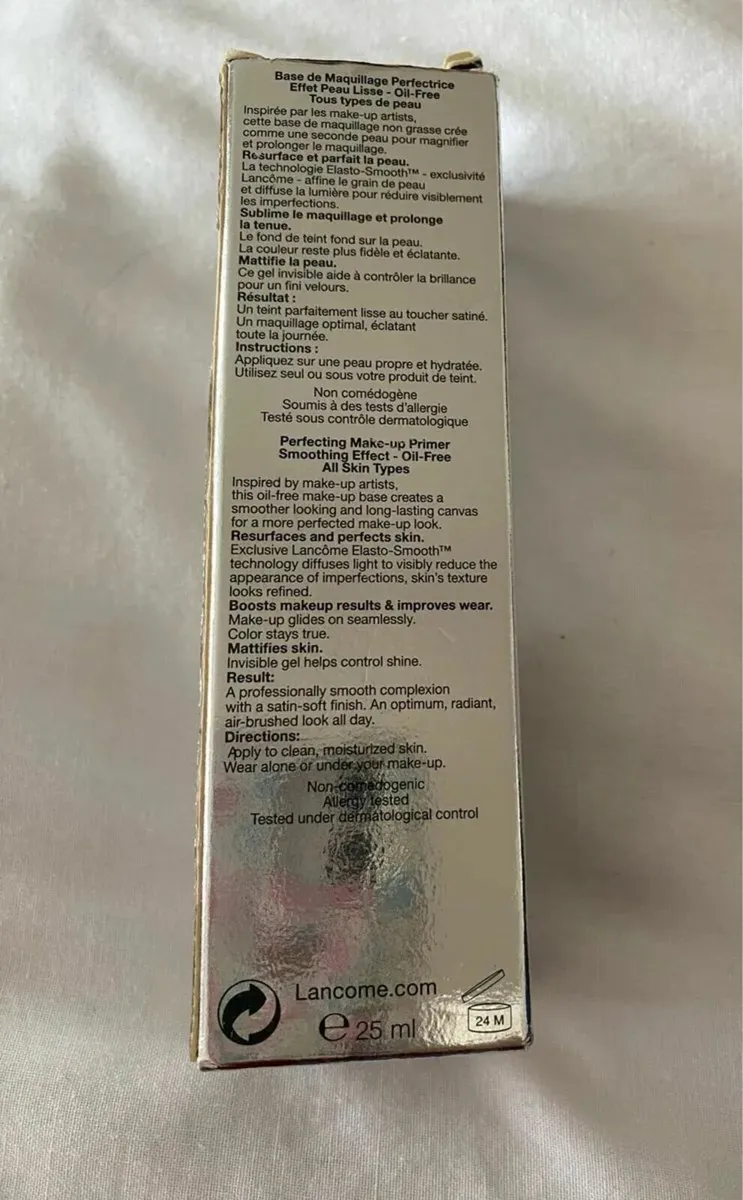 Base de Maquillage Perfectrice
Effet Peau Lisse - Oil-Free
Tous types de peau
Inspirée par les make-up artists,
cette base de maquillage non grasse crée
comme une seconde peau pour magnifier
et prolonger le maquillage.
Resurface et parfait la peau.
La technologie Elasto-Smooth™ - exclusivité
Lancôme - affine le grain de peau
et diffuse la lumière pour réduire visiblement
les imperfections.
Sublime le maquillage et prolonge
la tenue.
Le fond de teint fond sur la peau.
La couleur reste plus fidèle et éclatante.
Mattifie la peau.
Ce gel invisible aide à contrôler la brillance
pour un fini velours.
Résultat :
Un teint parfaitement lisse au toucher satiné.
Un maquillage optimal, éclatant
toute la journée.
Instructions :
Appliquez sur une peau propre et hydratée.
Utilisez seul ou sous votre produit de teint.
Non comédogène
Soumis à des tests d'allergie
Testé sous contrôle dermatologique
Perfecting Make-up Primer
Smoothing Effect - Oil-Free
All Skin Types
Inspired by make-up artists,
this oil-free make-up base creates a
smoother looking and long-lasting canvas
for a more perfected make-up look.
Resurfaces and perfects skin.
Exclusive Lancôme Elasto-Smooth™
technology diffuses light to visibly reduce the
appearance of imperfections, skin's texture
looks refined.
Boosts makeup results & improves wear.
Make-up glides on seamlessly.
Color stays true.
Mattifies skin.
Invisible gel helps control shine.
Result:
A professionally smooth complexion
with a satin-soft finish. An optimum, radiant,
air-brushed look all day.
Directions:
Apply to clean, moisturized skin.
Wear alone or under your make-up.
Non-comedogenic
Allergy tested
Tested under dermatological control
Lancome.com
℮ 25 ml
24 M